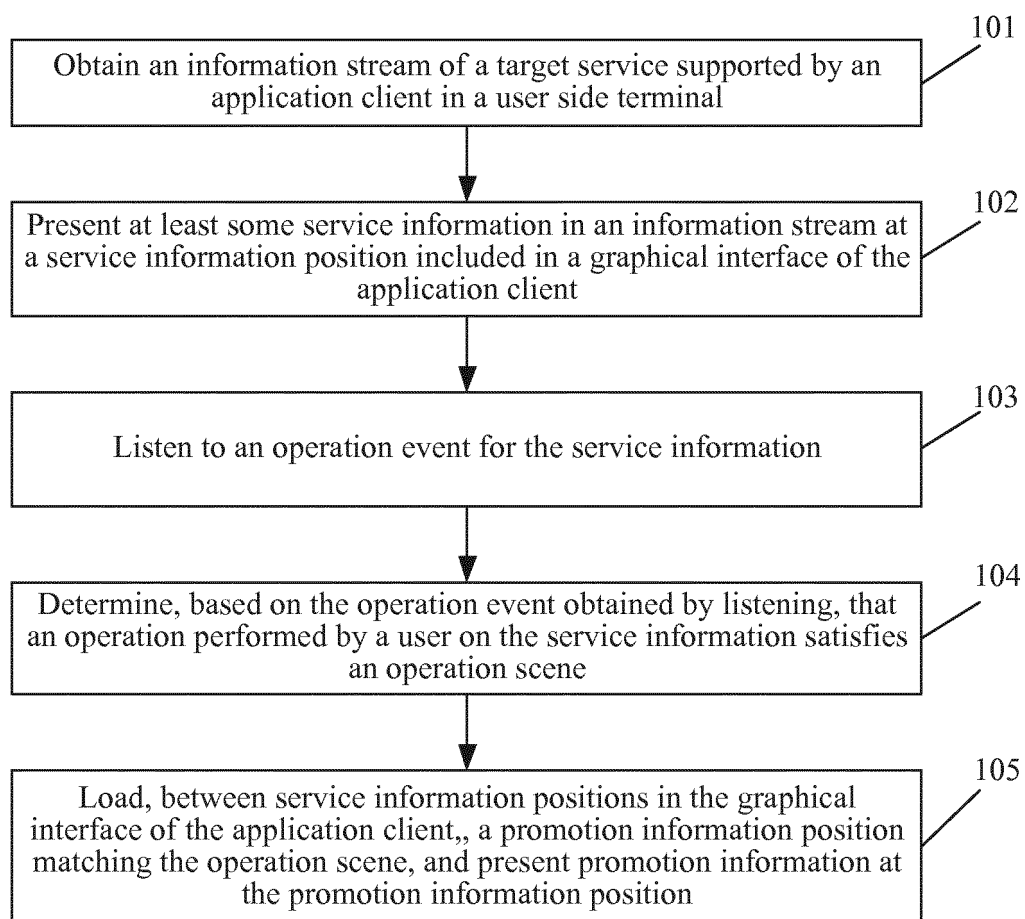 101
Obtain an information stream of a target service supported by an
application client in a user side terminal
102
Present at least some service information in an information stream at
a service information position included in a graphical interface of the
application client
103
Listen to an operation event for the service information
104
Determine, based on the operation event obtained by listening, that
an operation performed by a user on the service information satisfies
an operation scene
105
Load, between service information positions in the graphical
interface of the application client,, a promotion information position
matching the operation scene, and present promotion information at
the promotion information position